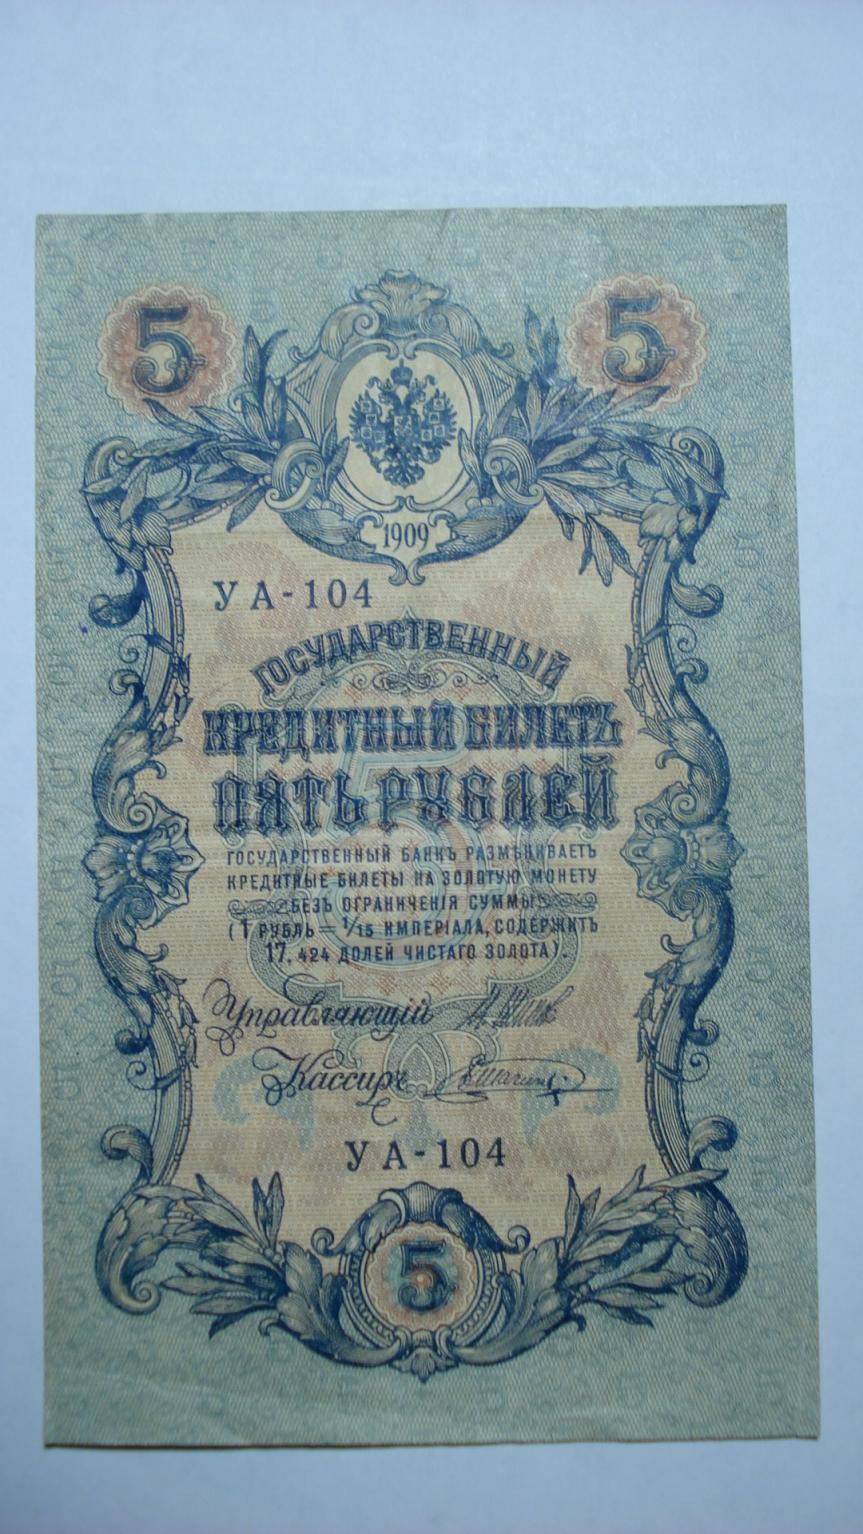 5 5
1909
УА-104
ГОСУДАРСТВЕННЫЙ
КРЕДИТНЫЙ БИЛЕТЪ
ПЯТЬ РУБЛЕЙ
ГОСУДАРСТВЕННЫЙ БАНКЪ РАЗМѢНИВАЕТЪ
КРЕДИТНЫЕ БИЛЕТЫ НА ЗОЛОТУЮ МОНЕТУ
БЕЗЪ ОГРАНИЧЕНІЯ СУММЫ
(1 РУБЛЬ = 1/15 ИМПЕРІАЛА, СОДЕРЖИТЪ
17,424 ДОЛЕЙ ЧИСТАГО ЗОЛОТА).
Управляющій
Кассиръ
УА-104
5